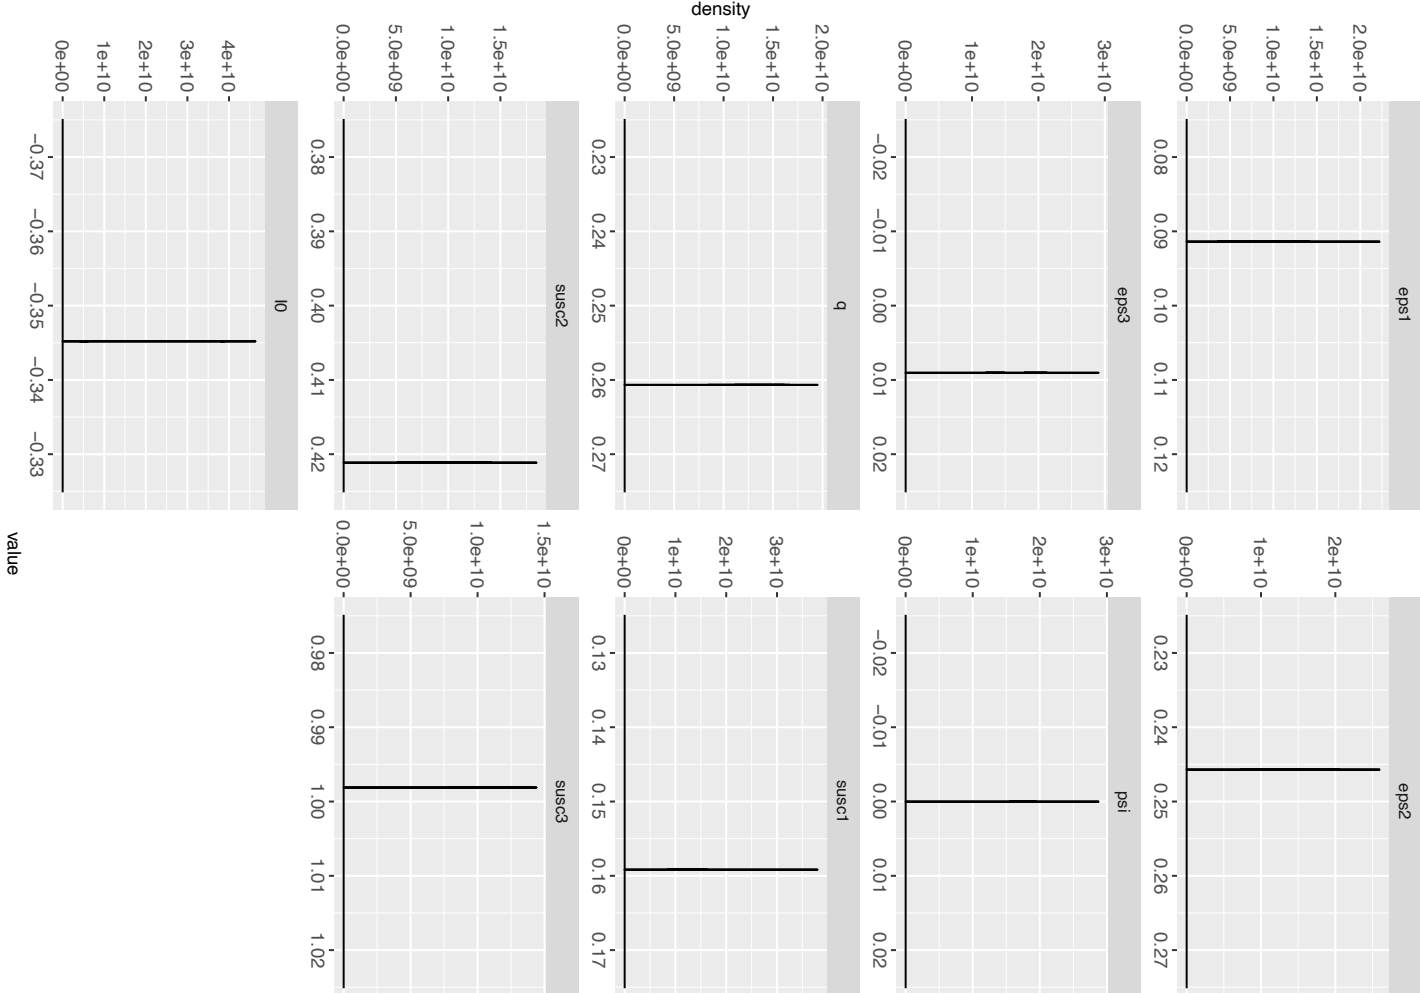 eps1
eps2
2.0e+10
1.5e+10
1.0e+10
5.0e+09
0.0e+00
2e+10
1e+10
0e+00
0.08 0.09 0.10 0.11 0.12
0.23 0.24 0.25 0.26 0.27
eps3
psi
3e+10
2e+10
1e+10
0e+00
3e+10
2e+10
1e+10
0e+00
−0.02 −0.01 0.00 0.01 0.02
−0.02 −0.01 0.00 0.01 0.02
density
q
susc1
2.0e+10
1.5e+10
1.0e+10
5.0e+09
0.0e+00
3e+10
2e+10
1e+10
0e+00
0.23 0.24 0.25 0.26 0.27
0.13 0.14 0.15 0.16 0.17
susc2
susc3
1.5e+10
1.0e+10
5.0e+09
0.0e+00
1.5e+10
1.0e+10
5.0e+09
0.0e+00
0.38 0.39 0.40 0.41 0.42
0.98 0.99 1.00 1.01 1.02
I0
4e+10
3e+10
2e+10
1e+10
0e+00
−0.37 −0.36 −0.35 −0.34 −0.33
value